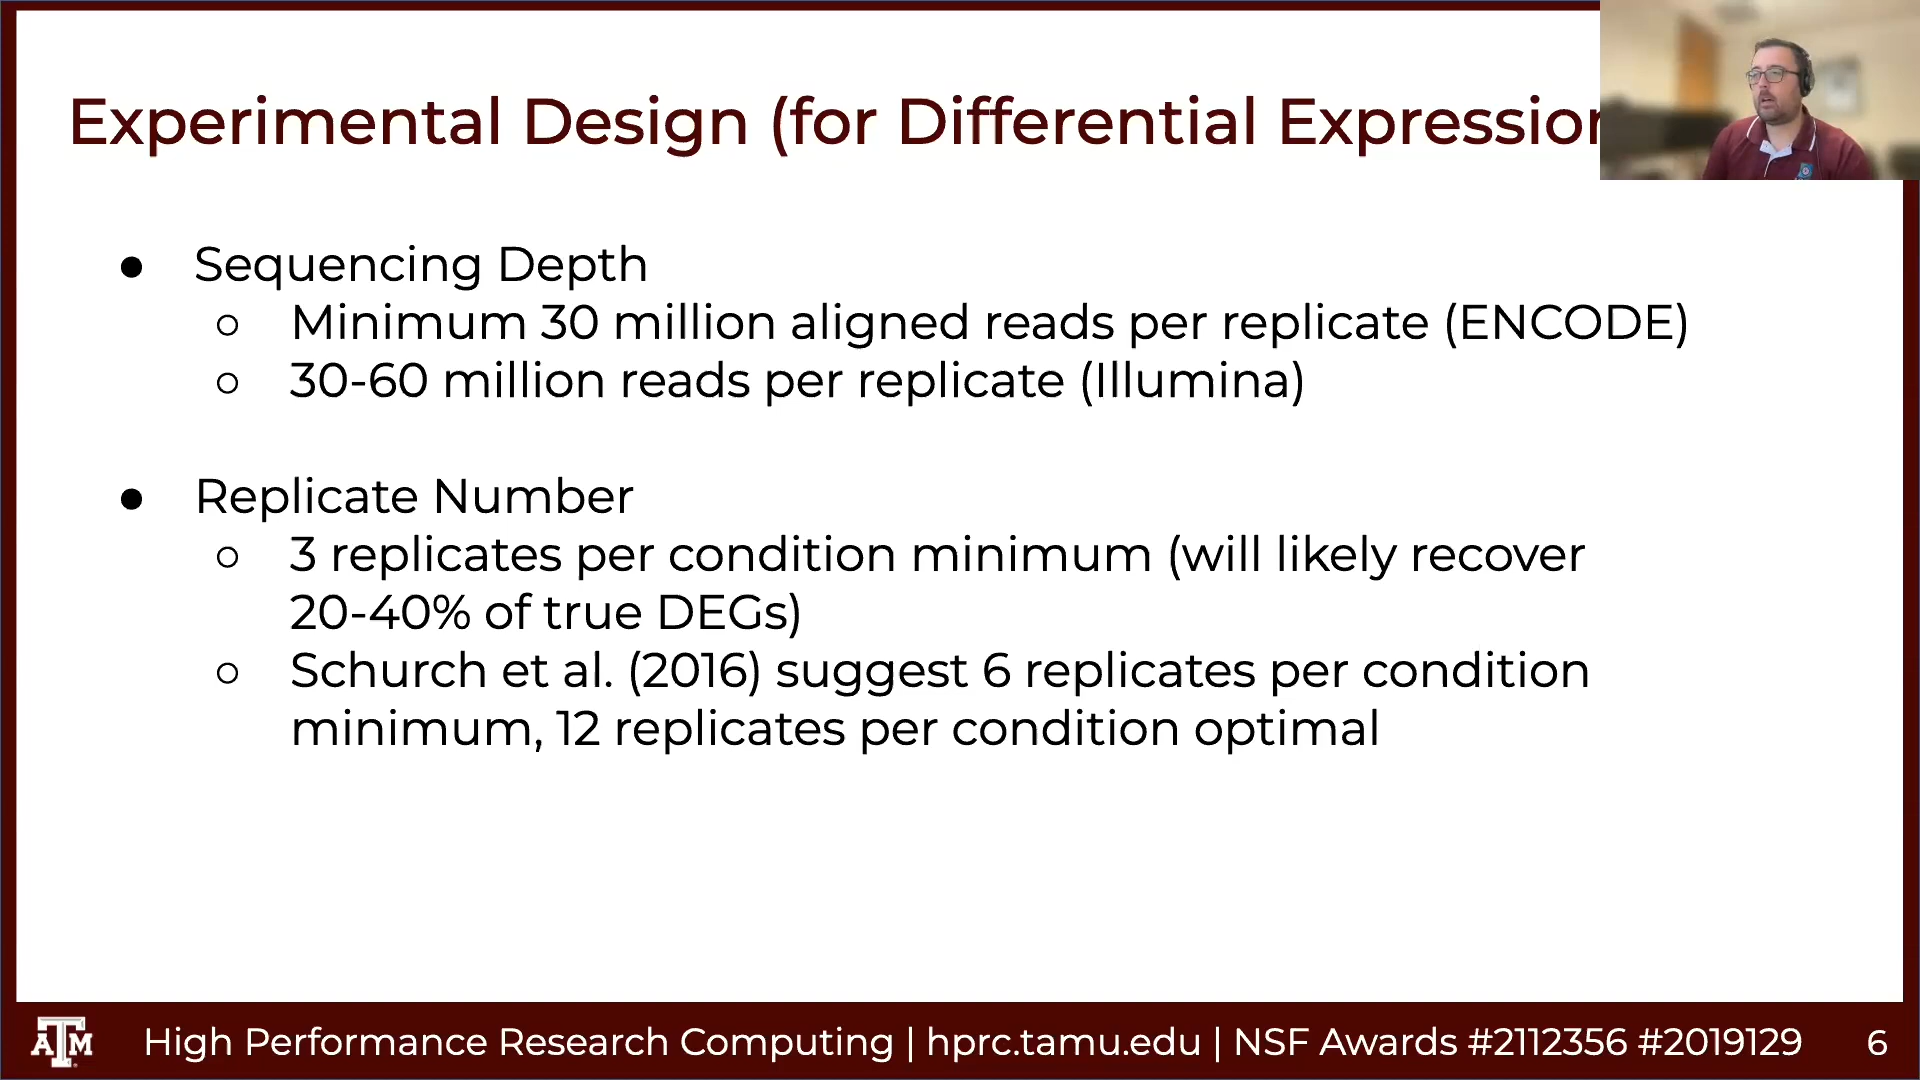 Experimental Design (for Differential Expression
● Sequencing Depth
○ Minimum 30 million aligned reads per replicate (ENCODE)
○ 30-60 million reads per replicate (Illumina)
● Replicate Number
○ 3 replicates per condition minimum (will likely recover
20-40% of true DEGs)
○ Schurch et al. (2016) suggest 6 replicates per condition
minimum, 12 replicates per condition optimal
ATM High Performance Research Computing | hprc.tamu.edu | NSF Awards #2112356 #2019129 6